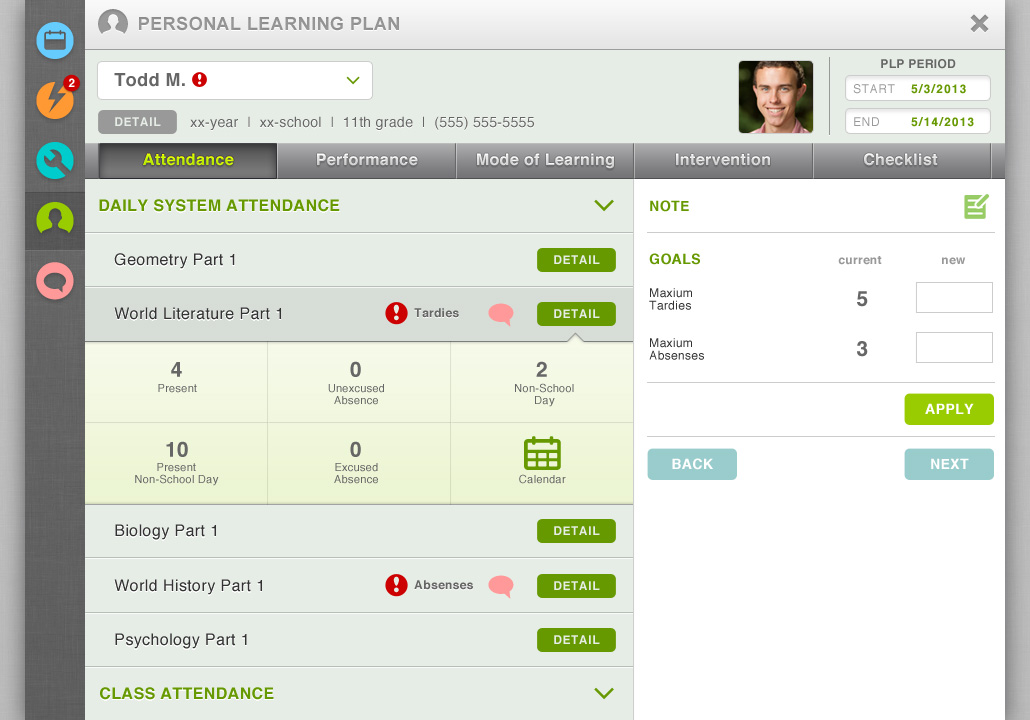 2
PERSONAL LEARNING PLAN
Todd M.
DETAIL xx-year | xx-school | 11th grade | (555) 555-5555
PLP PERIOD
START 5/3/2013
END 5/14/2013
Attendance Performance Mode of Learning Intervention Checklist
DAILY SYSTEM ATTENDANCE
Geometry Part 1 DETAIL
World Literature Part 1 Tardies DETAIL
4
Present
0
Unexcused
Absence
2
Non-School
Day
10
Present
Non-School Day
0
Excused
Absence
Calendar
Biology Part 1 DETAIL
World History Part 1 Absenses DETAIL
Psychology Part 1 DETAIL
CLASS ATTENDANCE
NOTE
GOALS current new
Maxium
Tardies
5
Maxium
Absenses
3
APPLY
BACK NEXT